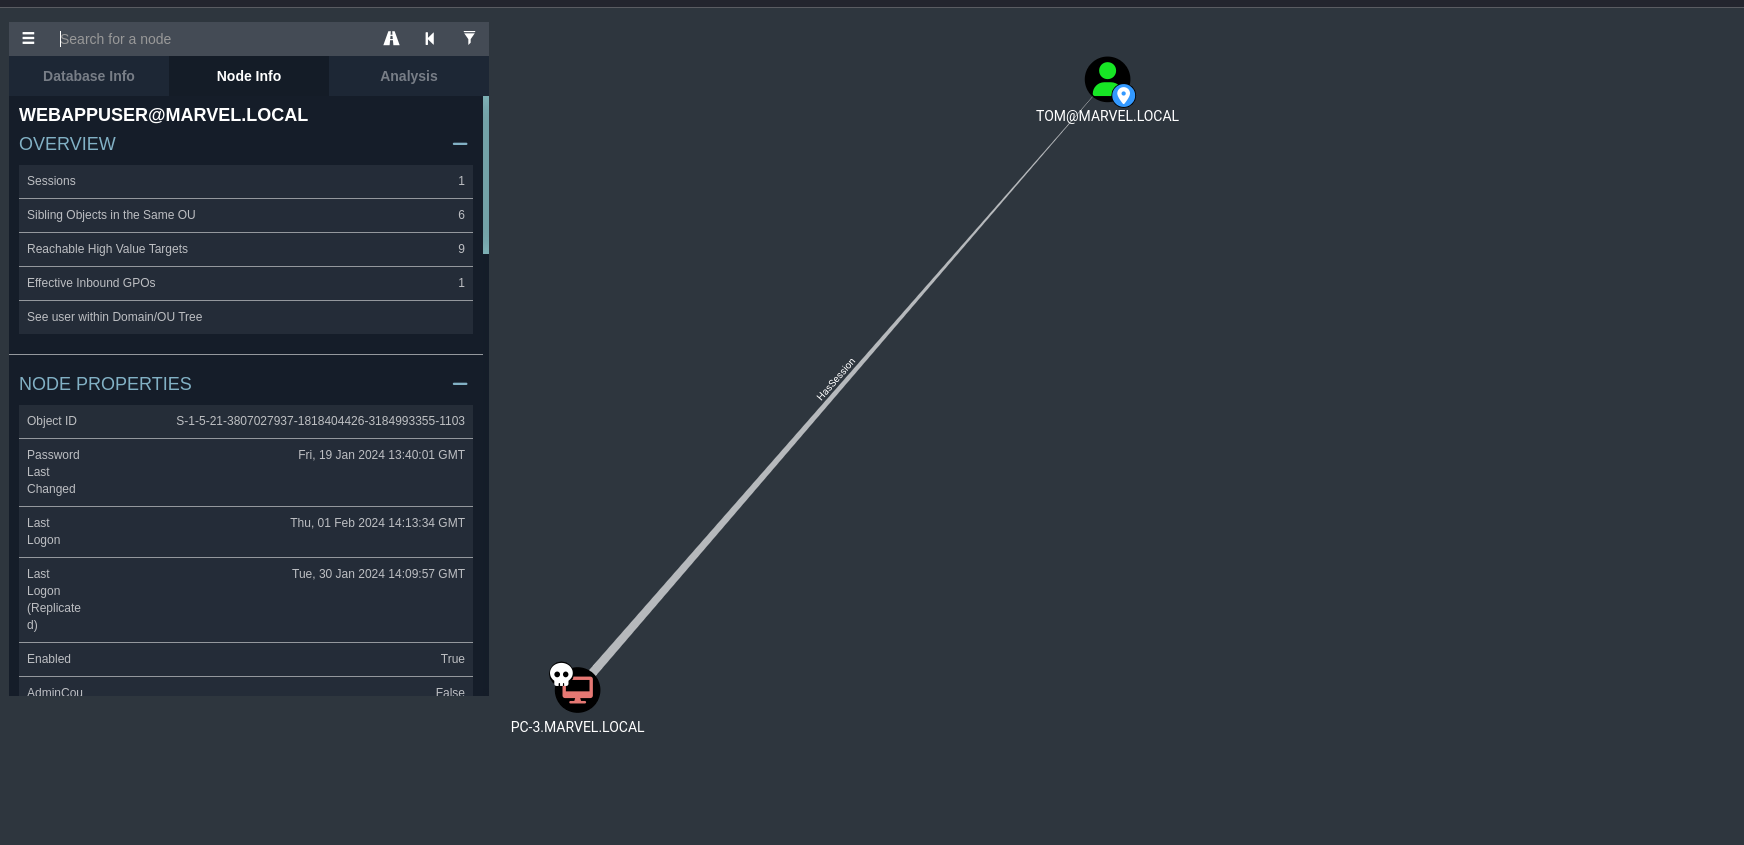 Search for a node
Database Info
Node Info
Analysis
WEBAPPUSER@MARVEL.LOCAL
OVERVIEW
Sessions 1
Sibling Objects in the Same OU 6
Reachable High Value Targets 9
Effective Inbound GPOs 1
See user within Domain/OU Tree
NODE PROPERTIES
Object ID S-1-5-21-3807027937-1818404426-3184993355-1103
Password Fri, 19 Jan 2024 13:40:01 GMT
Last
Changed
Last Thu, 01 Feb 2024 14:13:34 GMT
Logon
Last Tue, 30 Jan 2024 14:09:57 GMT
Logon
(Replicate
d)
Enabled True
AdminCou False
TOM@MARVEL.LOCAL
HasSession
PC-3.MARVEL.LOCAL